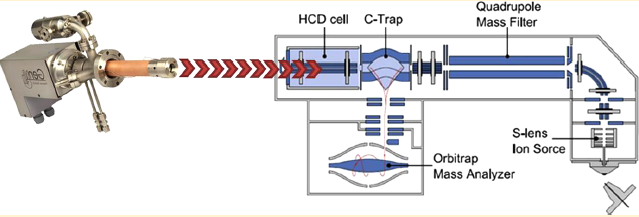 HCD cell
C-Trap
Quadrupole
Mass Filter
S-lens
Ion Sorce
Orbitrap
Mass Analyzer